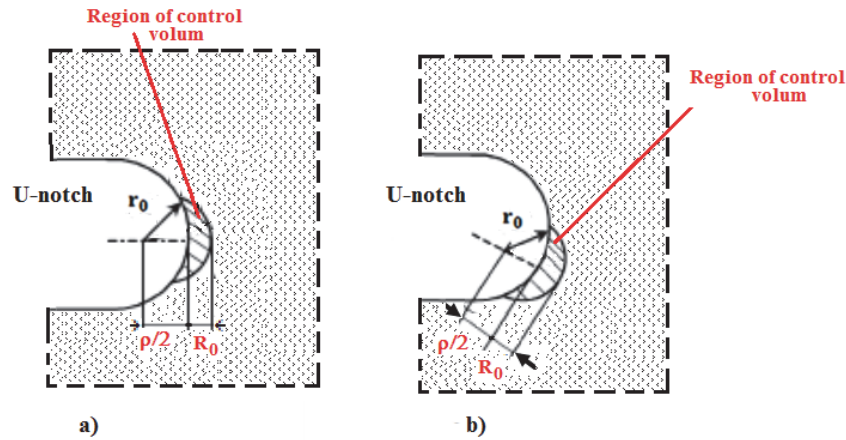 Region of control
volum
U-notch
r₀
ρ/2
R₀
a)
Region of control
volum
U-notch
r₀
ρ/2
R₀
b)